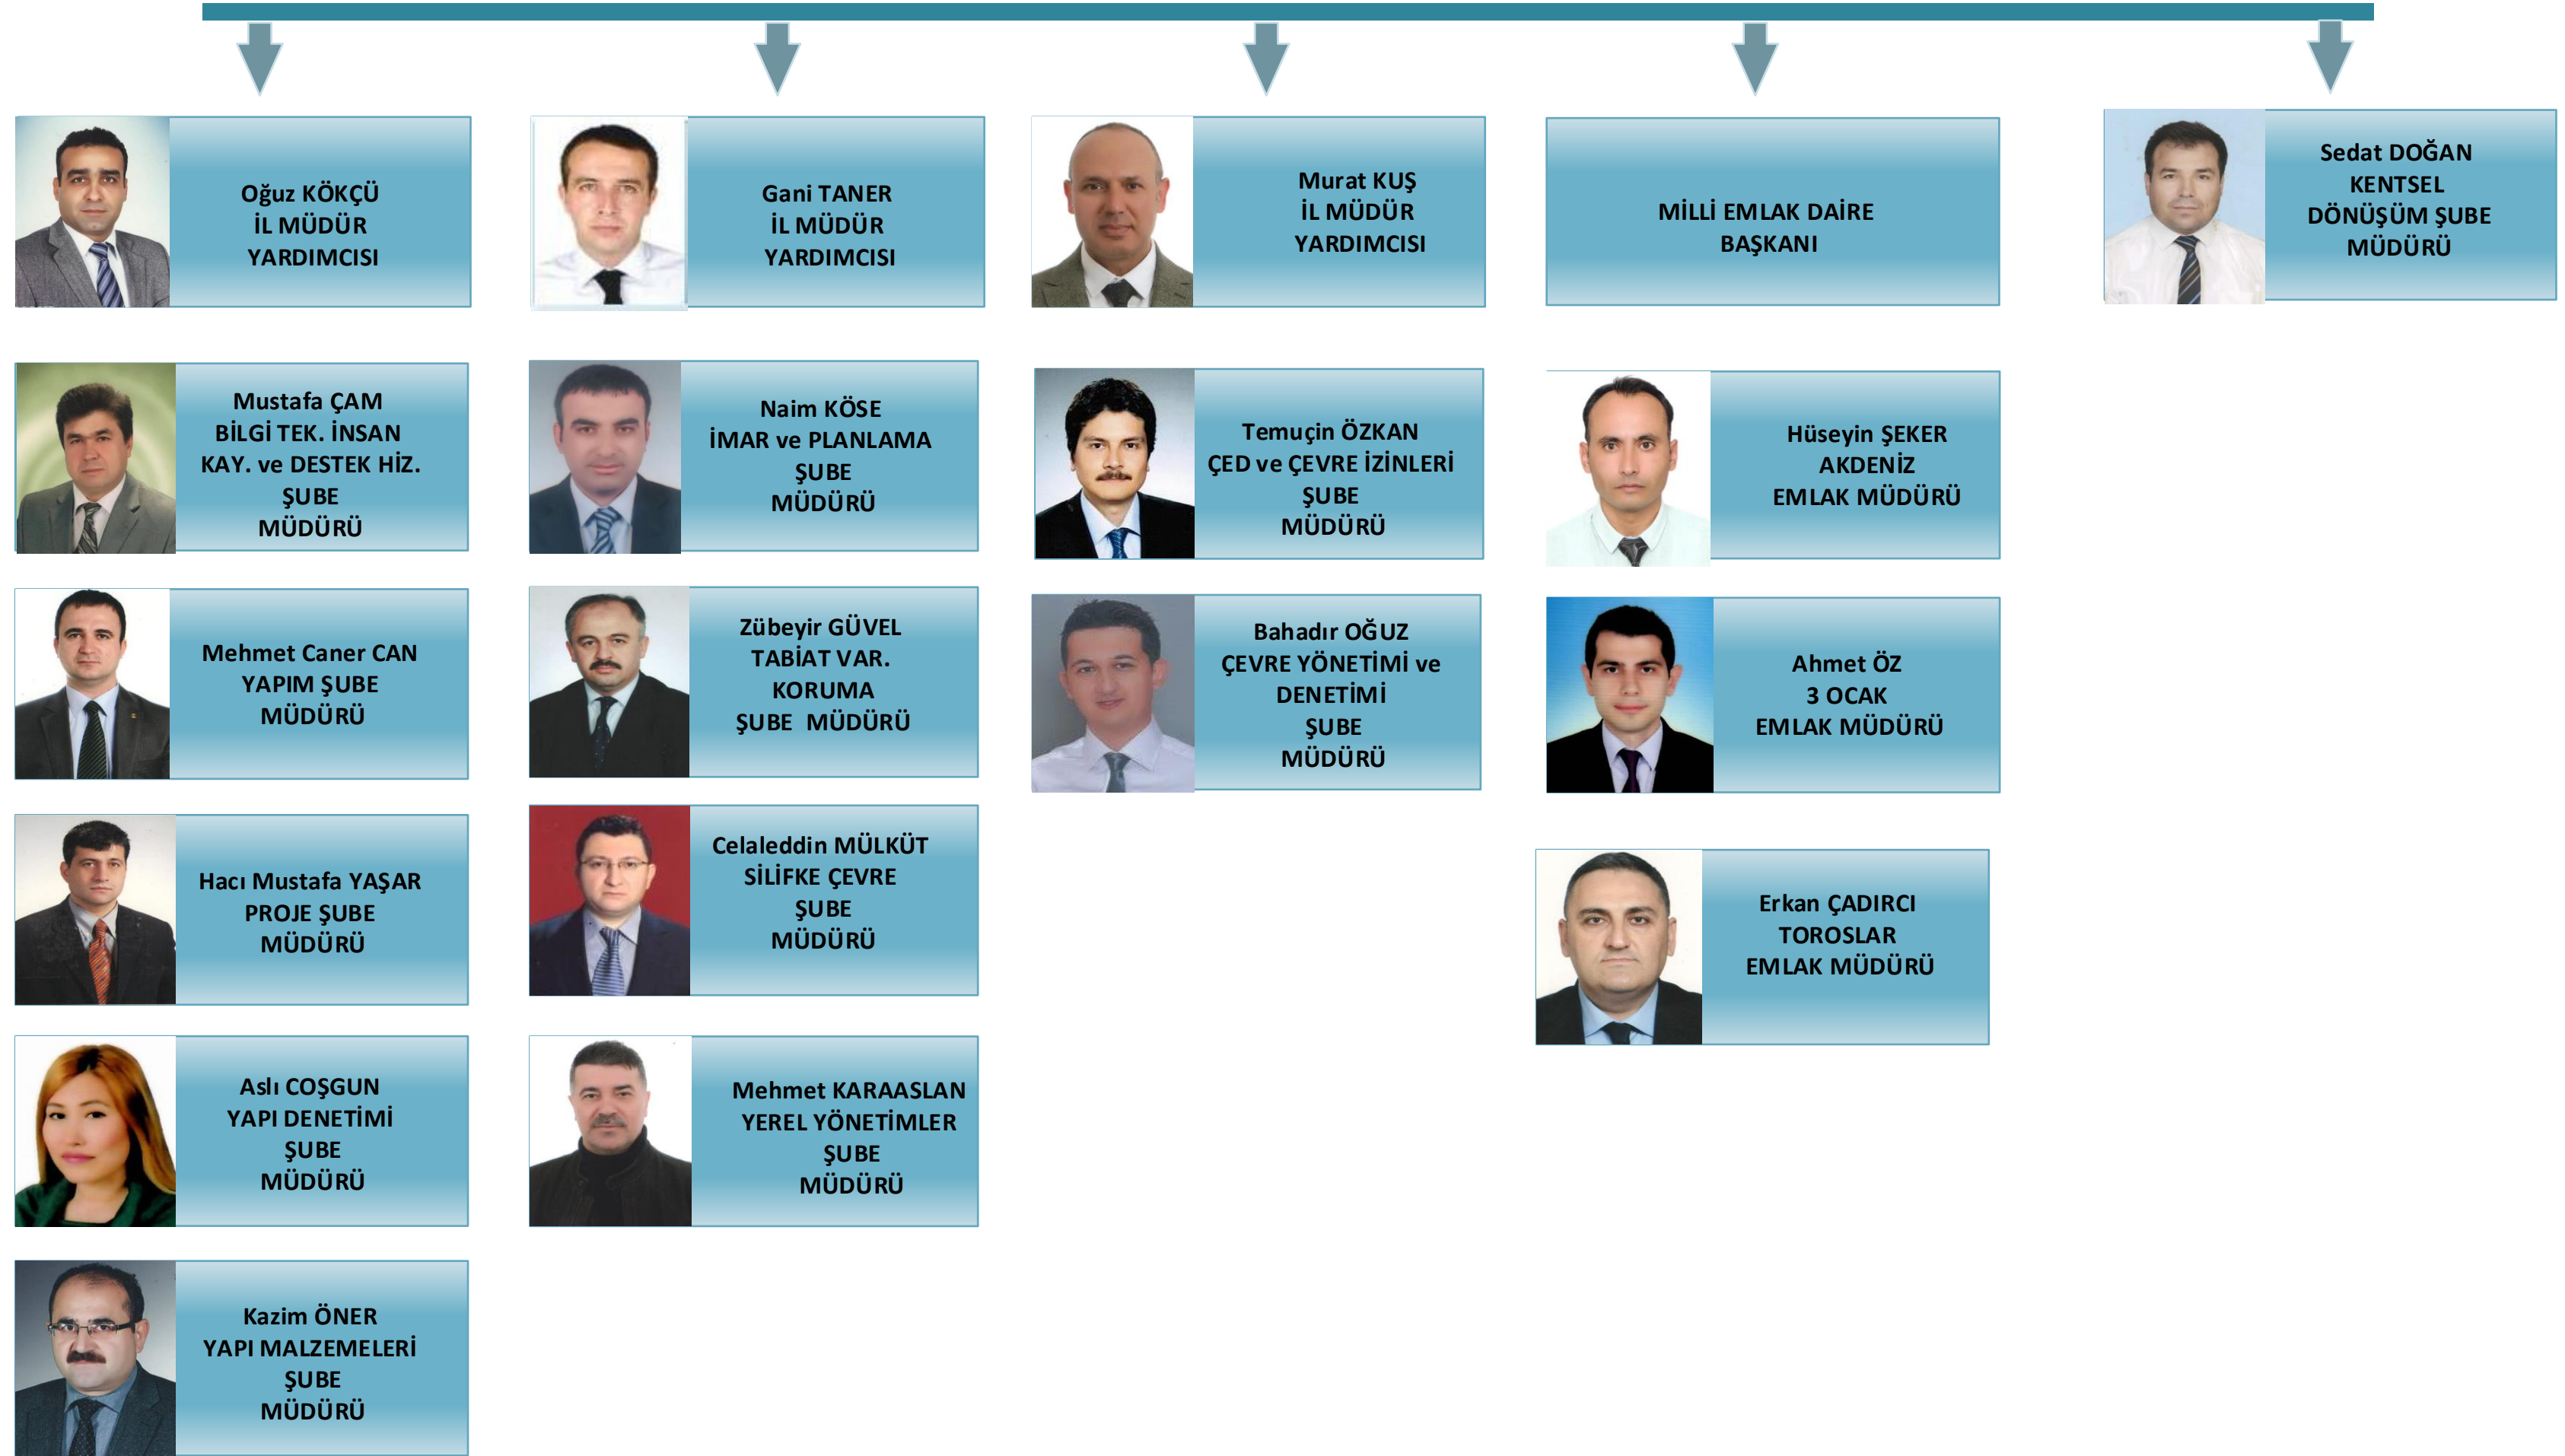 Oğuz KÖKÇÜ
İL MÜDÜR
YARDIMCISI
Gani TANER
İL MÜDÜR
YARDIMCISI
Murat KUŞ
İL MÜDÜR
YARDIMCISI
MİLLİ EMLAK DAİRE
BAŞKANI
Sedat DOĞAN
KENTSEL
DÖNÜŞÜM ŞUBE
MÜDÜRÜ
Mustafa ÇAM
BİLGİ TEK. İNSAN
KAY. ve DESTEK HİZ.
ŞUBE
MÜDÜRÜ
Naim KÖSE
İMAR ve PLANLAMA
ŞUBE
MÜDÜRÜ
Temuçin ÖZKAN
ÇED ve ÇEVRE İZİNLERİ
ŞUBE
MÜDÜRÜ
Hüseyin ŞEKER
AKDENİZ
EMLAK MÜDÜRÜ
Mehmet Caner CAN
YAPIM ŞUBE
MÜDÜRÜ
Zübeyir GÜVEL
TABİAT VAR.
KORUMA
ŞUBE  MÜDÜRÜ
Bahadır OĞUZ
ÇEVRE YÖNETİMİ ve
DENETİMİ
ŞUBE
MÜDÜRÜ
Ahmet ÖZ
3 OCAK
EMLAK MÜDÜRÜ
Hacı Mustafa YAŞAR
PROJE ŞUBE
MÜDÜRÜ
Celaleddin MÜLKÜT
SİLİFKE ÇEVRE
ŞUBE
MÜDÜRÜ
Erkan ÇADIRCI
TOROSLAR
EMLAK MÜDÜRÜ
Aslı COŞGUN
YAPI DENETİMİ
ŞUBE
MÜDÜRÜ
Mehmet KARAASLAN
YEREL YÖNETİMLER
ŞUBE
MÜDÜRÜ
Kazim ÖNER
YAPI MALZEMELERİ
ŞUBE
MÜDÜRÜ